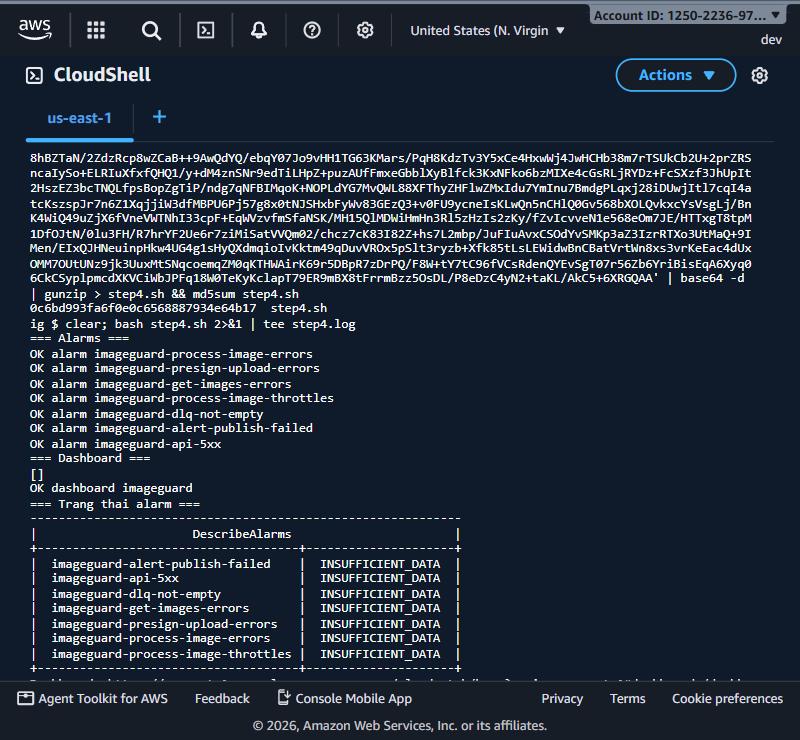 aws
United States (N. Virgin ▼
Account ID: 1250-2236-97... ▼
dev
CloudShell
Actions ▼
us-east-1
+
8hBZTaN/2ZdzRcp8wZCaB++9AwQdYQ/ebqY07Jo9vHH1TG63KMars/PqH8KdzTv3Y5xCe4HxwWj4JwHCHb38m7rTSUkCb2U+2prZRS
ncaIySo+ELRIuXfxfQHQ1/y+dM4znSNr9edTiLHpZ+puzAUfFmxeGbblXyBlfck3KxNFko6bzMIXe4cGsRLjRYDz+FcSXzf3JhUpIt
2HszEZ3bcTNQLfpsBopZgTiP/ndg7qNFBIMqoK+NOPLdYG7MvQWL88XFThyZHFlwZMxIdu7YmInu7BmdgPLqxj28iDUwjItl7cqI4a
tcKszspJr7n6Z1XqjjiW3dfMBPU6Pj57g8x0tNJSHxbFyWv83GEzQ3+v0FU9ycneIsKLwQn5nCHlQ0Gv568bXOLQvkxcYsVsgLj/Bn
K4WiQ49uZjX6fVneVWTNhI33cpF+EqWVzvfmSfaNSK/MH15QlMDWiHmHn3Rl5zHzIs2zKy/fZvIcvveN1e568eOm7JE/HTTxgT8tpM
1DfOJtN/0lu3FH/R7hrYF2Ue6r7ziMiSatVVQm02/chcz7cK83I82Z+hs7L2mbp/JuFIuAvxCSOdYvSMKp3aZ3IzrRTXo3UtMaQ+9I
Men/EIxQJHNeuinpHkw4UG4g1sHyQXdmqioIvKktm49qDuvVROx5pSlt3ryzb+Xfk85tLsLEWidwBnCBatVrtWn8xs3vrKeEac4dUx
OMM7OUtUNz9jk3UuxMtSNqcoemqZM0qKTHWAirK69r5DBpR7zDrPQ/F8W+tY7tC96fVCsRdenQYEvSgT07r56Zb6YriBisEqA6Xyq0
6CkCSyplpmcdXKVCiWbJPFq18W0TeKyKclapT79ER9mBX8tFrrmBzz5OsDL/P8eDzC4yN2+taKL/AkC5+6XRGQAA' | base64 -d
| gunzip > step4.sh && md5sum step4.sh
0c6bd993fa6f0e0c6568887934e64b17  step4.sh
ig $ clear; bash step4.sh 2>&1 | tee step4.log
=== Alarms ===
OK alarm imageguard-process-image-errors
OK alarm imageguard-presign-upload-errors
OK alarm imageguard-get-images-errors
OK alarm imageguard-process-image-throttles
OK alarm imageguard-dlq-not-empty
OK alarm imageguard-alert-publish-failed
OK alarm imageguard-api-5xx
=== Dashboard ===
[]
OK dashboard imageguard
=== Trang thai alarm ===
DescribeAlarms
imageguard-alert-publish-failed | INSUFFICIENT_DATA
imageguard-api-5xx | INSUFFICIENT_DATA
imageguard-dlq-not-empty | INSUFFICIENT_DATA
imageguard-get-images-errors | INSUFFICIENT_DATA
imageguard-presign-upload-errors | INSUFFICIENT_DATA
imageguard-process-image-errors | INSUFFICIENT_DATA
imageguard-process-image-throttles | INSUFFICIENT_DATA
Agent Toolkit for AWS
Feedback
Console Mobile App
Privacy
Terms
Cookie preferences
© 2026, Amazon Web Services, Inc. or its affiliates.